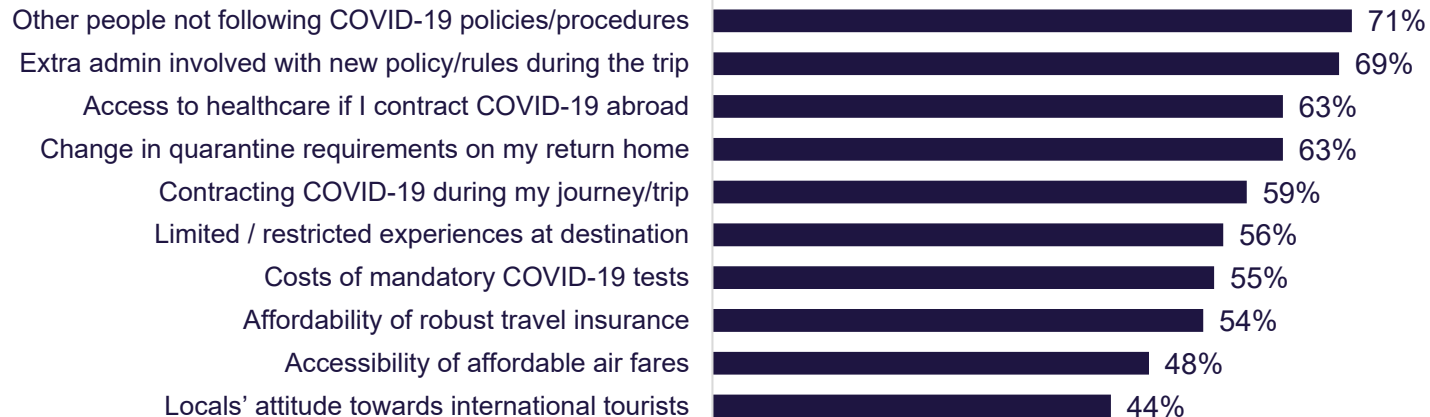 Other people not following COVID-19 policies/procedures 71%
Extra admin involved with new policy/rules during the trip 69%
Access to healthcare if I contract COVID-19 abroad 63%
Change in quarantine requirements on my return home 63%
Contracting COVID-19 during my journey/trip 59%
Limited / restricted experiences at destination 56%
Costs of mandatory COVID-19 tests 55%
Affordability of robust travel insurance 54%
Accessibility of affordable air fares 48%
Locals’ attitude towards international tourists 44%